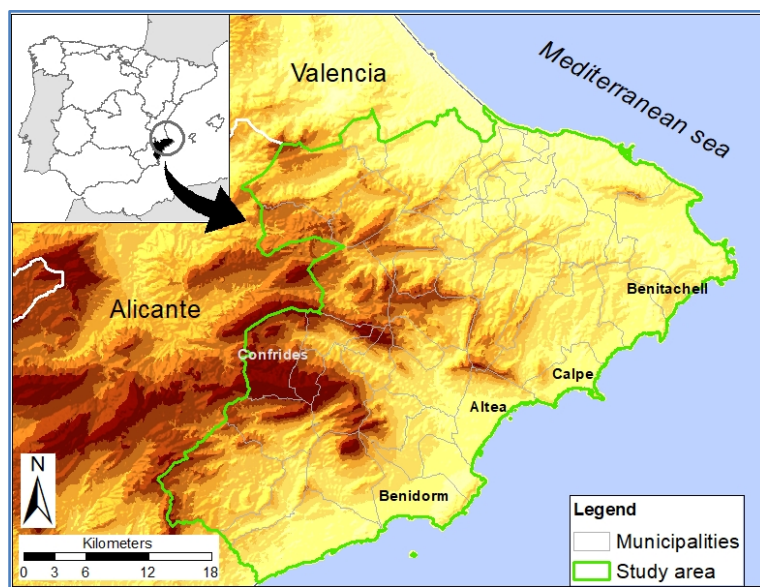 Valencia
Mediterranean sea
Alicante
Benitachell
Confrides
Calpe
Altea
Benidorm
N
Kilometers
0 3 6 12 18
Legend
Municipalities
Study area